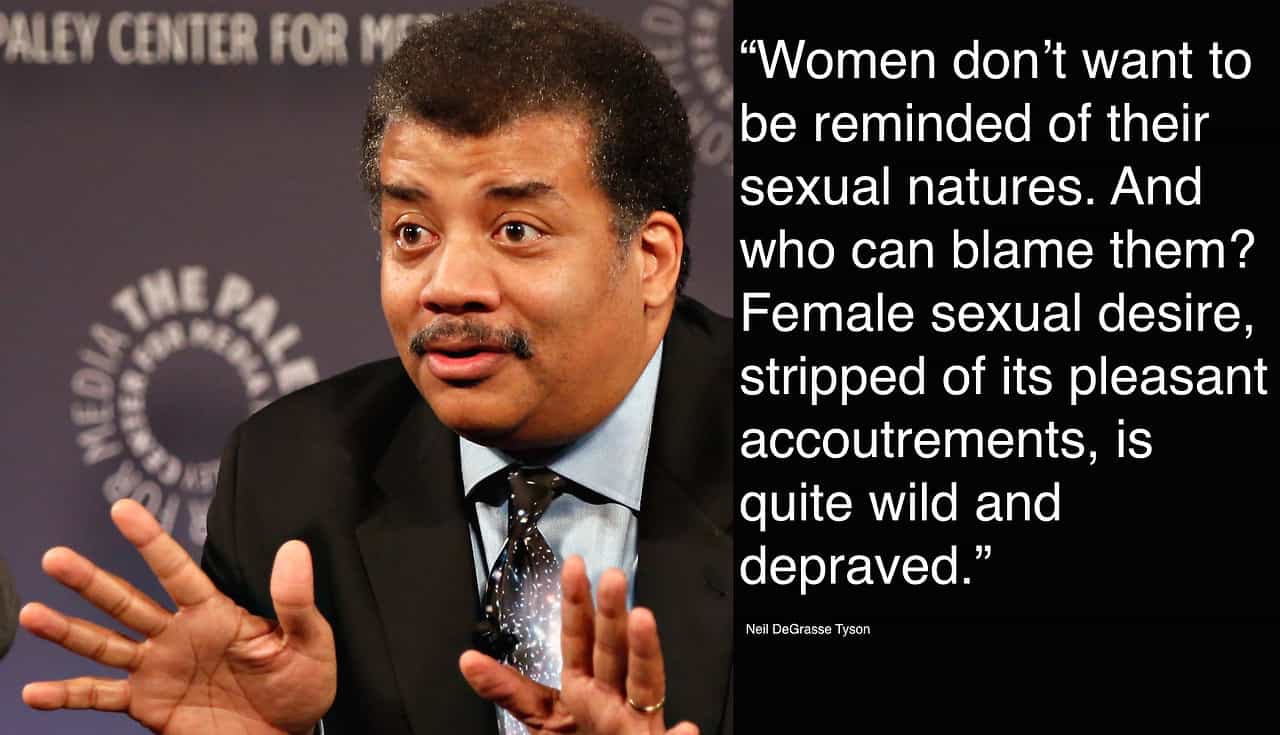 PALEY CENTER FOR ME
THE PALEY
CENTER FOR MEDIA
“Women don’t want to
be reminded of their
sexual natures. And
who can blame them?
Female sexual desire,
stripped of its pleasant
accoutrements, is
quite wild and
depraved.”
Neil DeGrasse Tyson